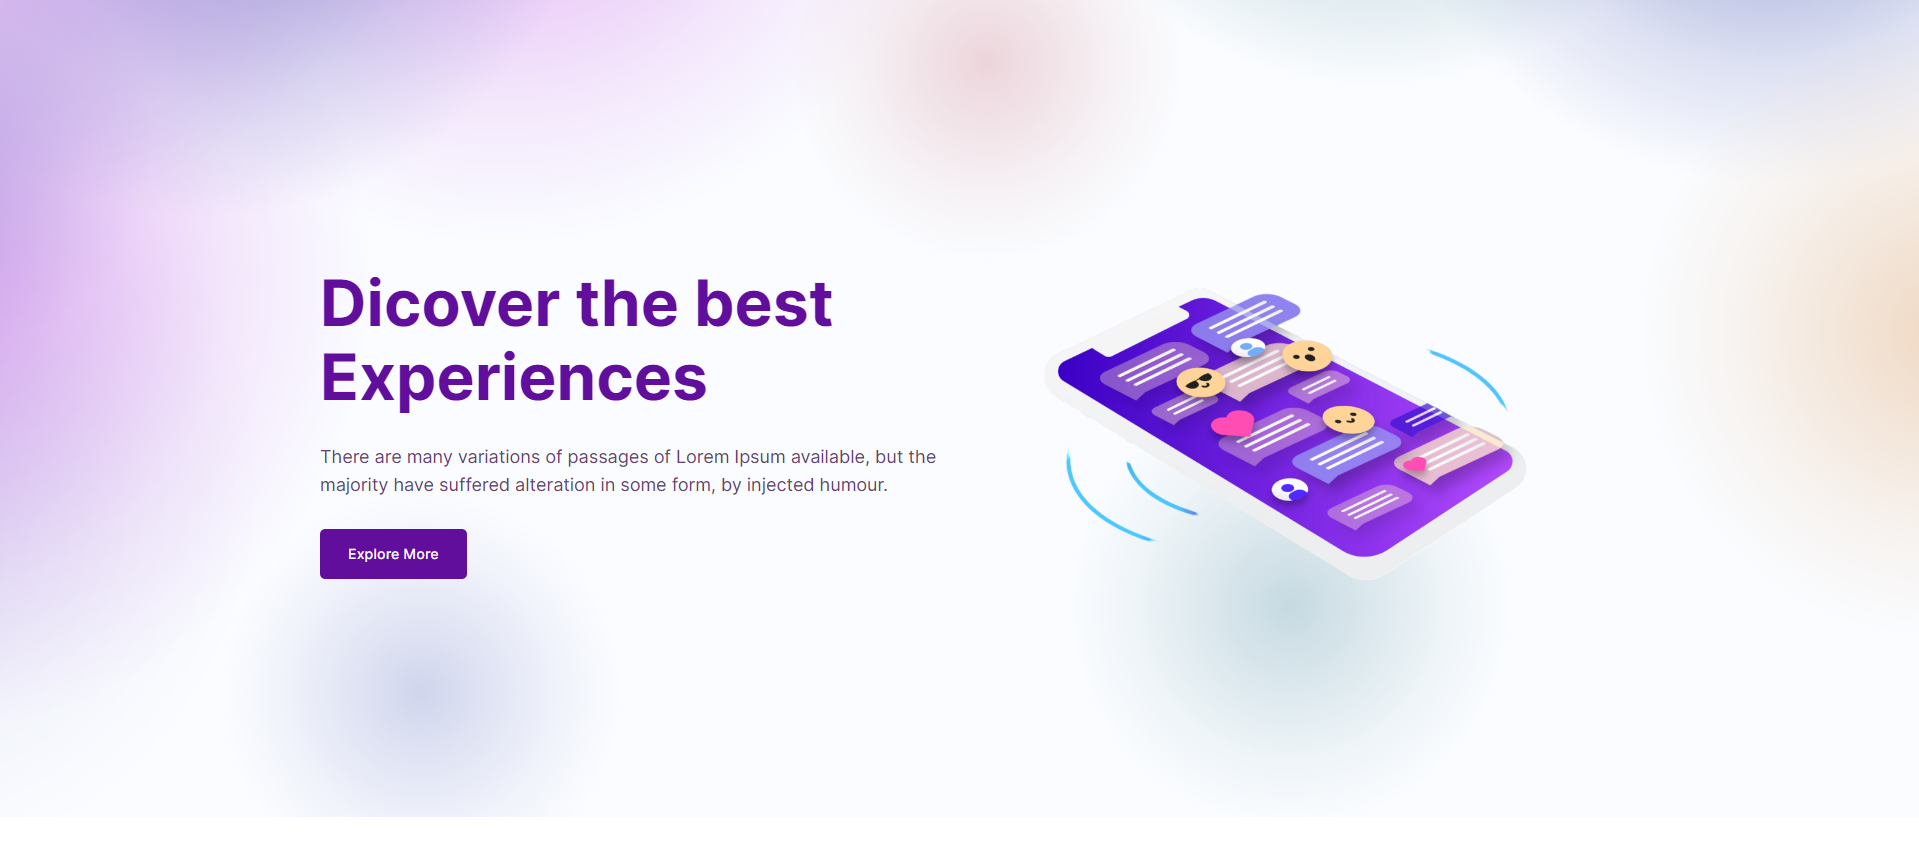 Dicover the best
Experiences
There are many variations of passages of Lorem Ipsum available, but the
majority have suffered alteration in some form, by injected humour.
Explore More